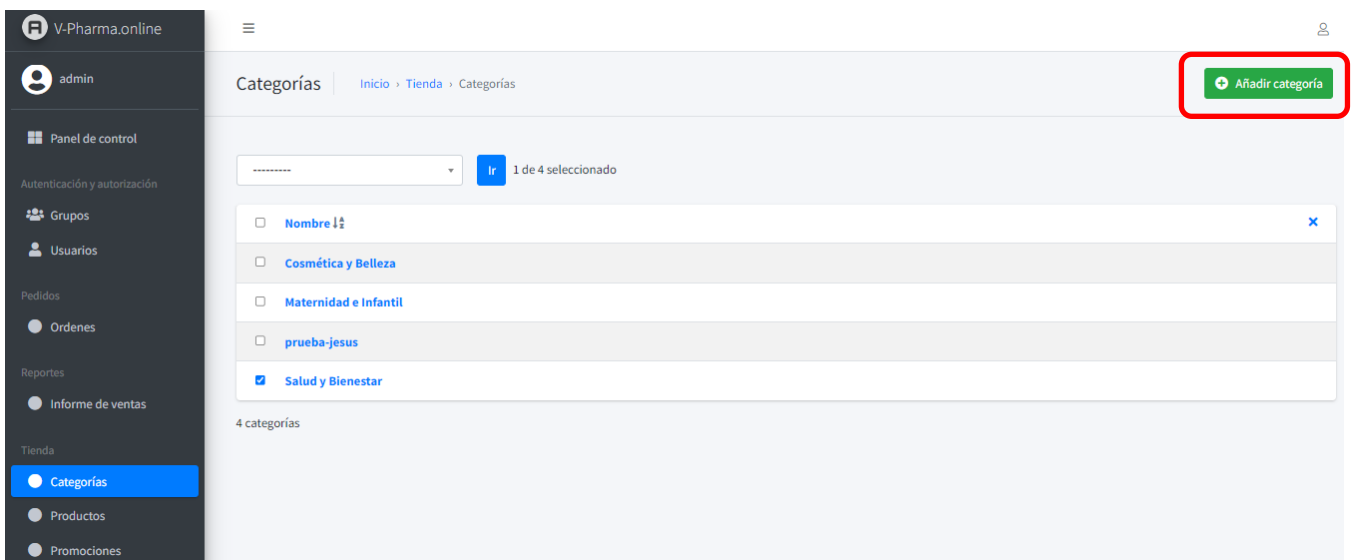 V-Pharma.online
admin
Categorías
Inicio › Tienda › Categorías
Añadir categoría
Panel de control
Autenticación y autorización
Grupos
Usuarios
Pedidos
Ordenes
Reportes
Informe de ventas
Tienda
Categorías
Productos
Promociones
---------
Ir
1 de 4 seleccionado
Nombre
Cosmética y Belleza
Maternidad e Infantil
prueba-jesus
Salud y Bienestar
4 categorías